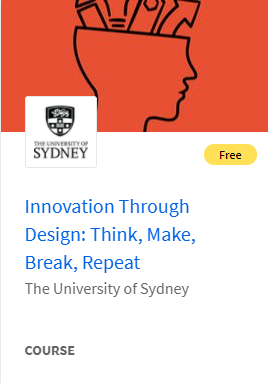 THE UNIVERSITY OF
SYDNEY
Free
Innovation Through
Design: Think, Make,
Break, Repeat
The University of Sydney
COURSE